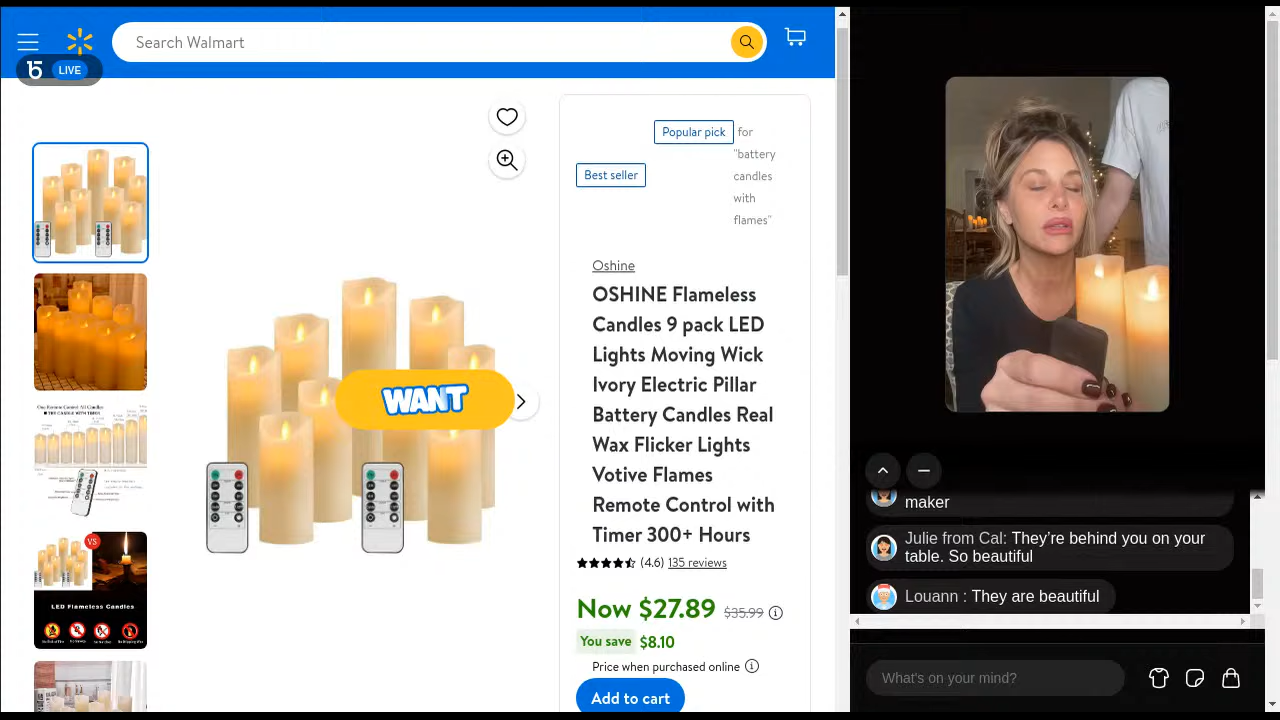 Search Walmart
LIVE
Popular pick
for
"battery
candles
with
flames"
Best seller
Oshine
OSHINE Flameless
Candles 9 pack LED
Lights Moving Wick
Ivory Electric Pillar
Battery Candles Real
Wax Flicker Lights
Votive Flames
Remote Control with
Timer 300+ Hours
(4.6) 135 reviews
Now $27.89 $35.99
You save $8.10
Price when purchased online
Add to cart
WANT
VS
LED Flameless Candles
maker
Julie from Cal: They're behind you on your
table. So beautiful
Louann : They are beautiful
What's on your mind?